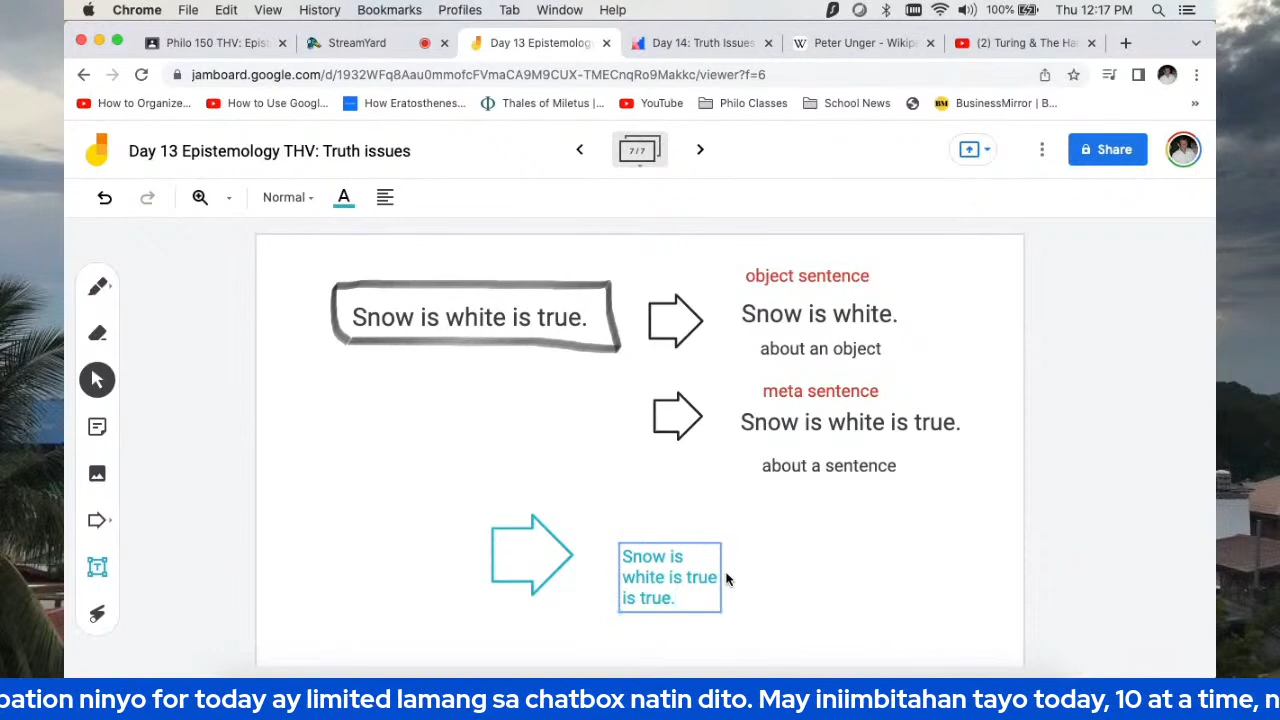 Chrome File Edit View History Bookmarks Profiles Tab Window Help 100% Thu 12:17 PM
Philo 150 THV: Epist StreamYard Day 13 Epistemology Day 14: Truth Issues Peter Unger - Wikip (2) Turing & The Ha
jamboard.google.com/d/1932WFq8Aau0mmofcFVmaCA9M9CUX-TMECnqRo9Makkc/viewer?f=6
How to Organize... How to Use Googl... How Eratosthenes... Thales of Miletus |... YouTube Philo Classes School News BM BusinessMirror | B... »
Day 13 Epistemology THV: Truth issues 7/7 Share
Normal A
object sentence
Snow is white is true. Snow is white.
about an object
meta sentence
Snow is white is true.
about a sentence
Snow is
white is true
is true.
pation ninyo for today ay limited lamang sa chatbox natin dito. May iniimbitahan tayo today, 10 at a time, n